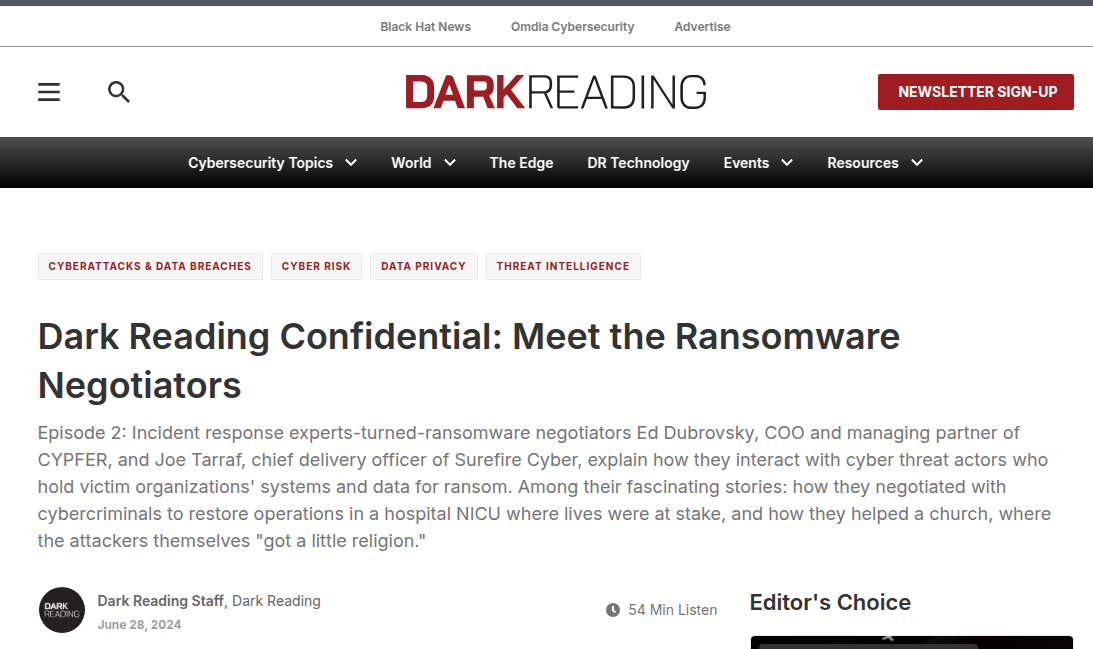 Black Hat News Omdia Cybersecurity Advertise
DARKREADING
NEWSLETTER SIGN-UP
Cybersecurity Topics World The Edge DR Technology Events Resources
CYBERATTACKS & DATA BREACHES CYBER RISK DATA PRIVACY THREAT INTELLIGENCE
Dark Reading Confidential: Meet the Ransomware
Negotiators
Episode 2: Incident response experts-turned-ransomware negotiators Ed Dubrovsky, COO and managing partner of
CYPFER, and Joe Tarraf, chief delivery officer of Surefire Cyber, explain how they interact with cyber threat actors who
hold victim organizations' systems and data for ransom. Among their fascinating stories: how they negotiated with
cybercriminals to restore operations in a hospital NICU where lives were at stake, and how they helped a church, where
the attackers themselves "got a little religion."
DARK
READING
Dark Reading Staff, Dark Reading
June 28, 2024
54 Min Listen
Editor's Choice